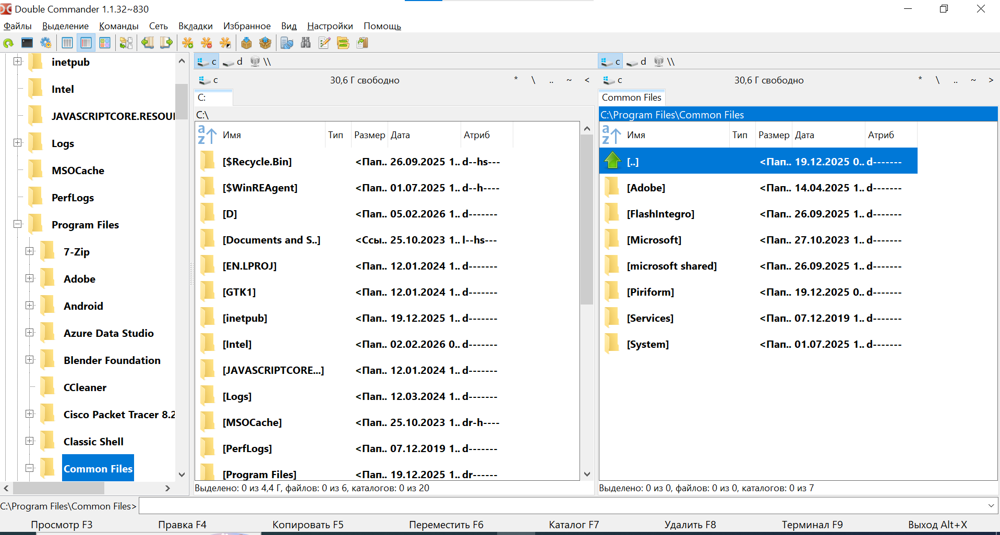 Double Commander 1.1.32~830
Файлы Выделение Команды Сеть Вкладки Избранное Вид Настройки Помощь
inetpub
Intel
JAVASCRIPTCORE.RESOU
Logs
MSOCache
PerfLogs
Program Files
7-Zip
Adobe
Android
Azure Data Studio
Blender Foundation
CCleaner
Cisco Packet Tracer 8.2
Classic Shell
Common Files
c d \\
c 30,6 Г свободно * \ .. ~ <
C:
C:\
Имя Тип Размер Дата Атриб
[$Recycle.Bin] <Пап.. 26.09.2025 1.. d--hs---
[$WinREAgent] <Пап.. 01.07.2025 1.. d--h----
[D] <Пап.. 05.02.2026 1.. d-------
[Documents and S..] <Ссы.. 25.10.2023 1.. l--hs---
[EN.LPROJ] <Пап.. 12.01.2024 1.. d-------
[GTK1] <Пап.. 12.01.2024 1.. d-------
[inetpub] <Пап.. 19.12.2025 1.. d-------
[Intel] <Пап.. 02.02.2026 0.. d-------
[JAVASCRIPTCORE...] <Пап.. 12.01.2024 1.. d-------
[Logs] <Пап.. 12.03.2024 1.. d-------
[MSOCache] <Пап.. 25.10.2023 1.. dr-h----
[PerfLogs] <Пап.. 07.12.2019 1.. d-------
[Program Files] <Пап.. 19.12.2025 1.. dr------
Выделено: 0 из 4,4 Г, файлов: 0 из 6, каталогов: 0 из 20
c d \\
c 30,6 Г свободно * \ .. ~ >
Common Files
C:\Program Files\Common Files
Имя Тип Размер Дата Атриб
[..] <Пап.. 19.12.2025 0.. d-------
[Adobe] <Пап.. 14.04.2025 1.. d-------
[FlashIntegro] <Пап.. 26.09.2025 1.. d-------
[Microsoft] <Пап.. 27.10.2023 1.. d-------
[microsoft shared] <Пап.. 26.09.2025 1.. d-------
[Piriform] <Пап.. 19.12.2025 0.. d-------
[Services] <Пап.. 07.12.2019 1.. d-------
[System] <Пап.. 01.07.2025 1.. d-------
Выделено: 0 из 0, файлов: 0 из 0, каталогов: 0 из 7
C:\Program Files\Common Files>
Просмотр F3 Правка F4 Копировать F5 Переместить F6 Каталог F7 Удалить F8 Терминал F9 Выход Alt+X